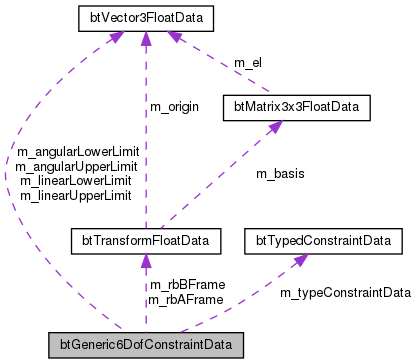 btVector3FloatData
m_el
btMatrix3x3FloatData
m_origin
m_angularLowerLimit
m_angularUpperLimit
m_linearLowerLimit
m_linearUpperLimit
m_basis
btTransformFloatData
btTypedConstraintData
m_rbBFrame
m_rbAFrame
m_typeConstraintData
btGeneric6DofConstraintData